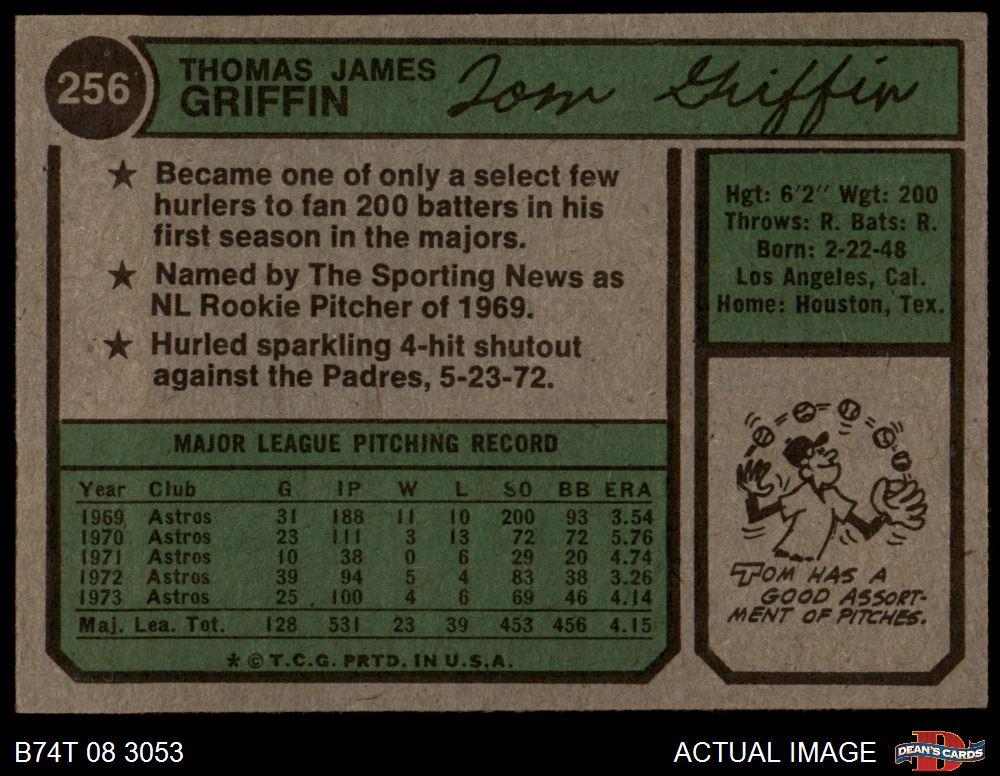 256
THOMAS JAMES
GRIFFIN
Tom Griffin
★ Became one of only a select few
hurlers to fan 200 batters in his
first season in the majors.
★ Named by The Sporting News as
NL Rookie Pitcher of 1969.
★ Hurled sparkling 4-hit shutout
against the Padres, 5-23-72.
Hgt: 6'2" Wgt: 200
Throws: R. Bats: R.
Born: 2-22-48
Los Angeles, Cal.
Home: Houston, Tex.
MAJOR LEAGUE PITCHING RECORD
Year Club G IP W L SO BB ERA
1969 Astros 31 188 11 10 200 93 3.54
1970 Astros 23 111 3 13 72 72 5.76
1971 Astros 10 38 0 6 29 20 4.74
1972 Astros 39 94 5 4 83 38 3.26
1973 Astros 25 100 4 6 69 46 4.14
Maj. Lea. Tot. 128 531 23 39 453 456 4.15
* © T.C.G. PRTD. IN U.S.A.
TOM HAS A
GOOD ASSORT-
MENT OF PITCHES.
B74T 08 3053
ACTUAL IMAGE
DEAN'S CARDS